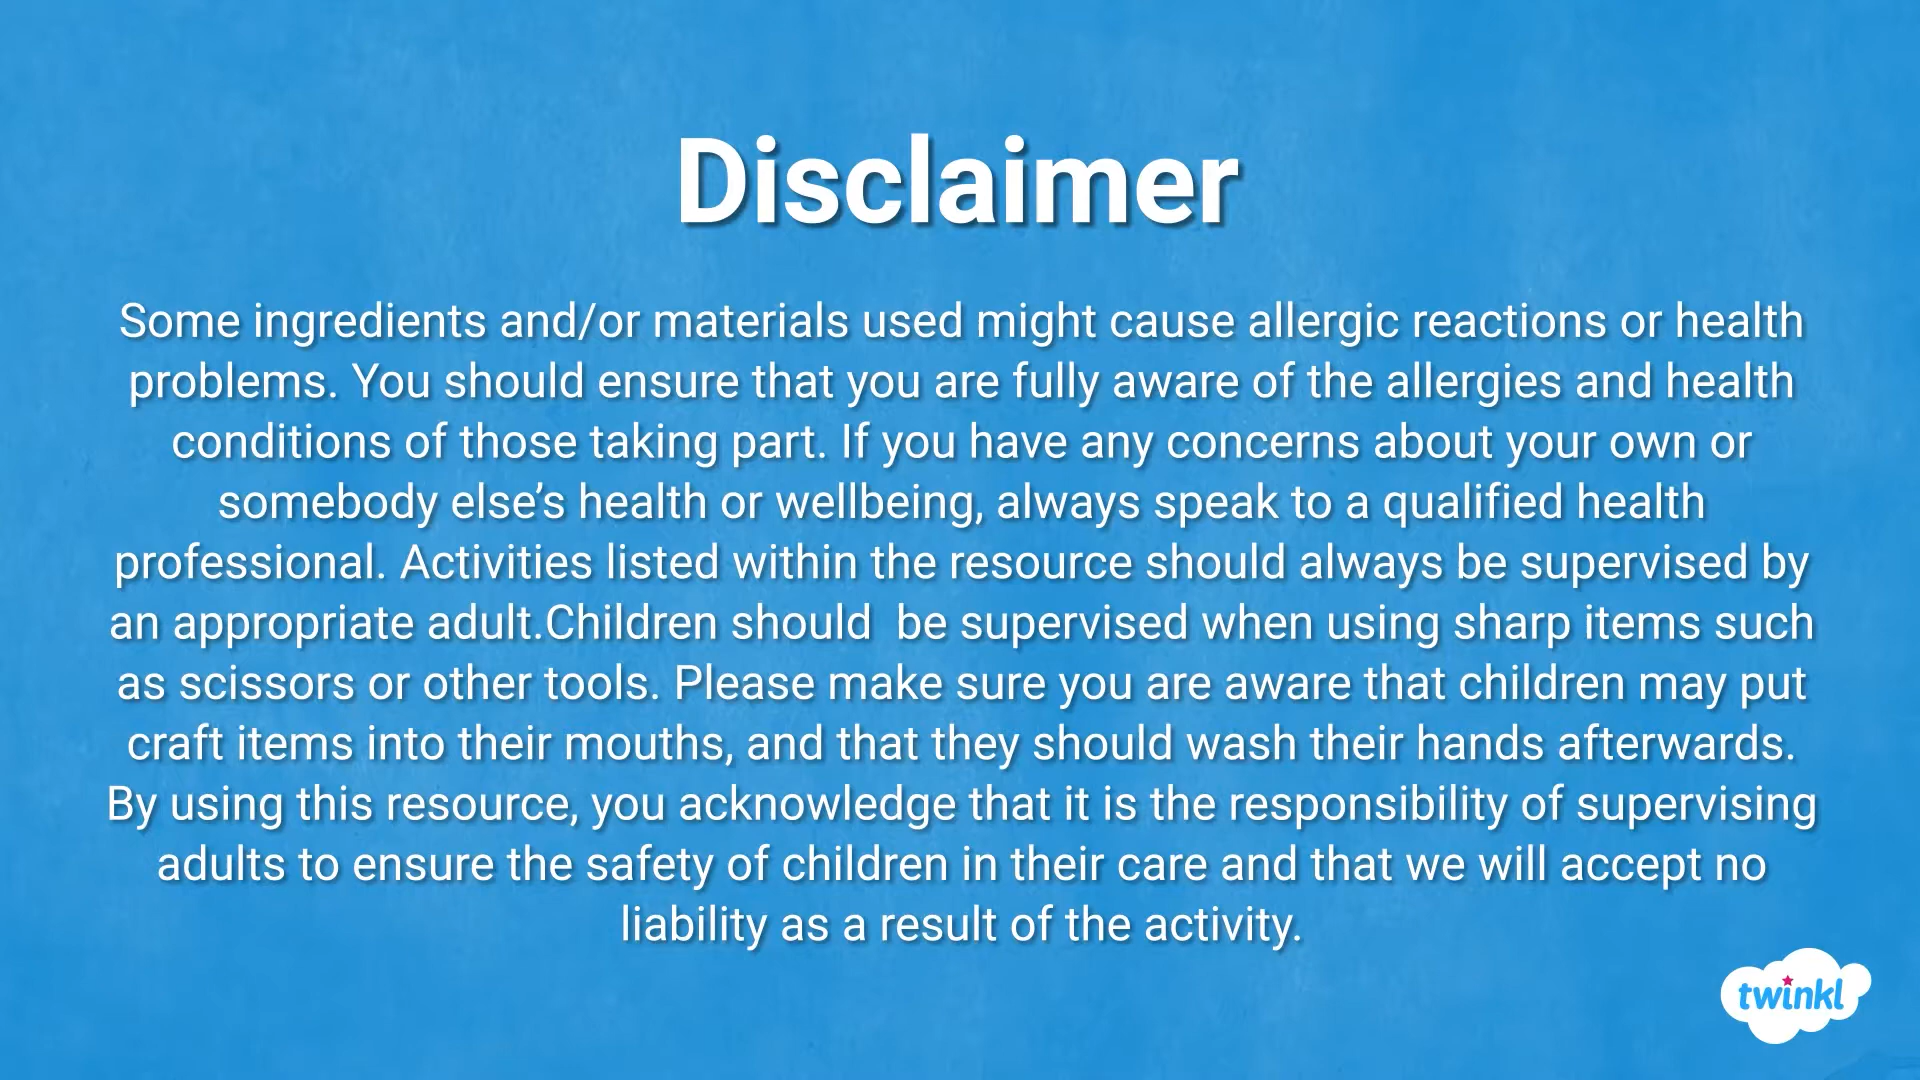 Disclaimer
Some ingredients and/or materials used might cause allergic reactions or health
problems. You should ensure that you are fully aware of the allergies and health
conditions of those taking part. If you have any concerns about your own or
somebody else’s health or wellbeing, always speak to a qualified health
professional. Activities listed within the resource should always be supervised by
an appropriate adult.Children should  be supervised when using sharp items such
as scissors or other tools. Please make sure you are aware that children may put
craft items into their mouths, and that they should wash their hands afterwards.
By using this resource, you acknowledge that it is the responsibility of supervising
adults to ensure the safety of children in their care and that we will accept no
liability as a result of the activity.
twinkl